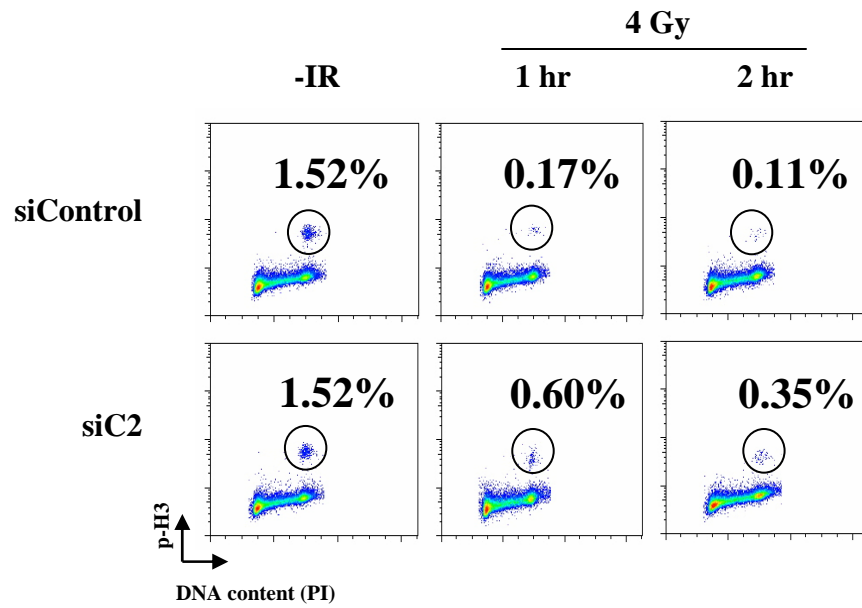 4 Gy
-IR 1 hr 2 hr
siControl
1.52% 0.17% 0.11%
siC2
1.52% 0.60% 0.35%
p-H3
DNA content (PI)